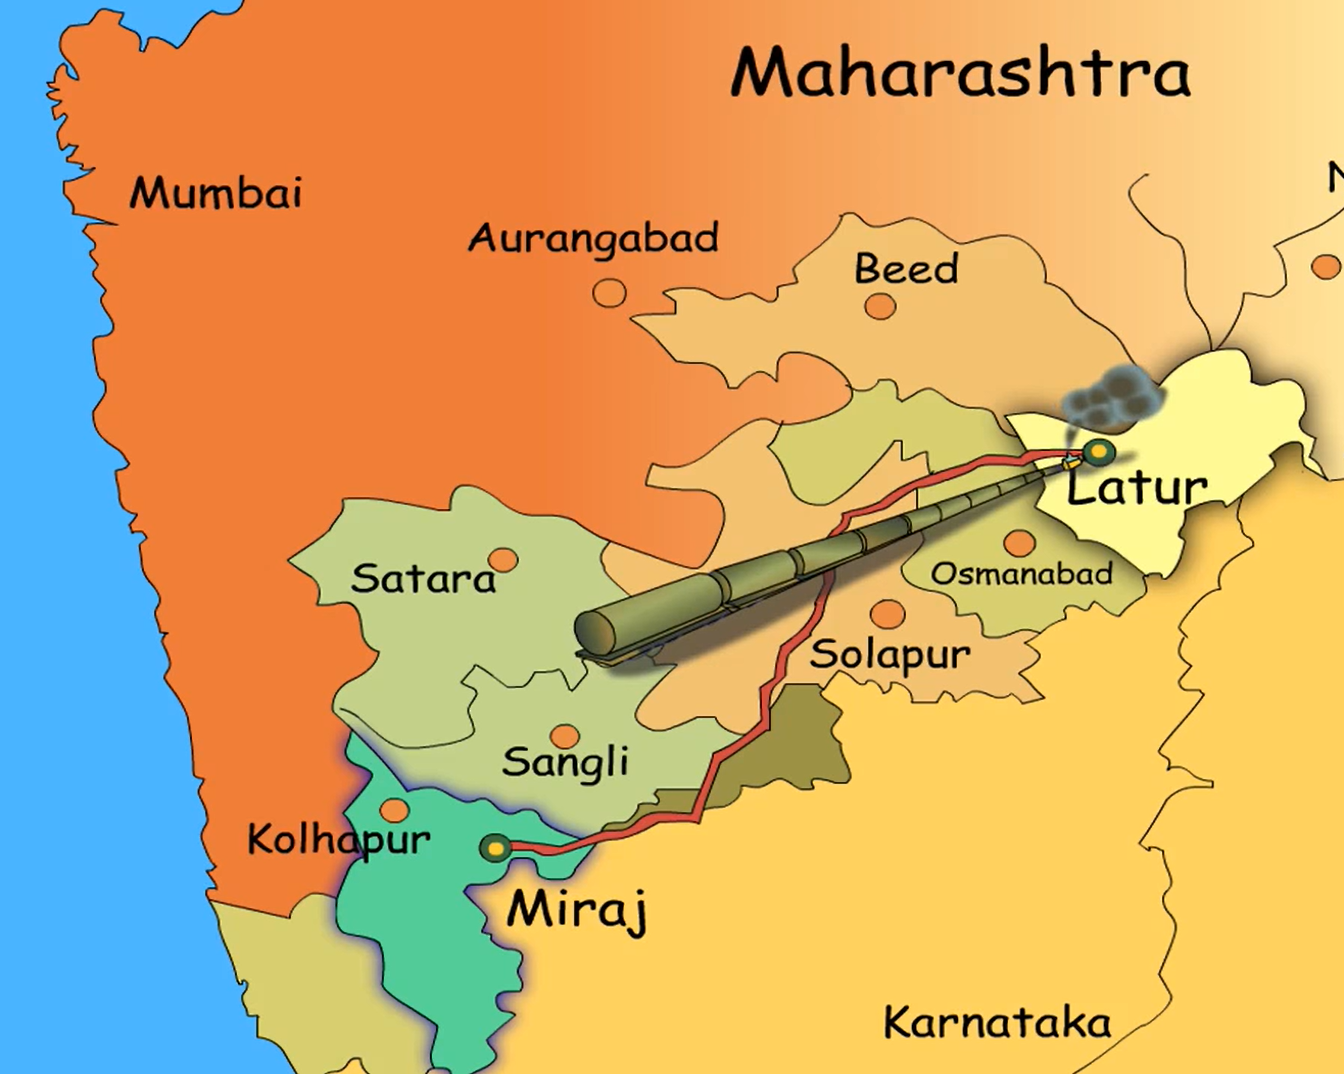 Maharashtra
Mumbai
Aurangabad
Beed
Latur
Satara
Osmanabad
Solapur
Sangli
Kolhapur
Miraj
Karnataka